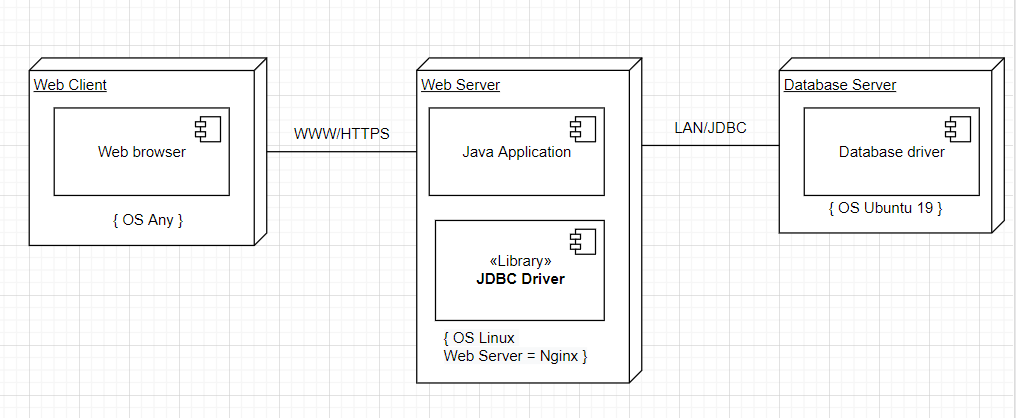 Web Client
Web browser
{ OS Any }
WWW/HTTPS
Web Server
Java Application
«Library»
JDBC Driver
{ OS Linux
Web Server = Nginx }
LAN/JDBC
Database Server
Database driver
{ OS Ubuntu 19 }